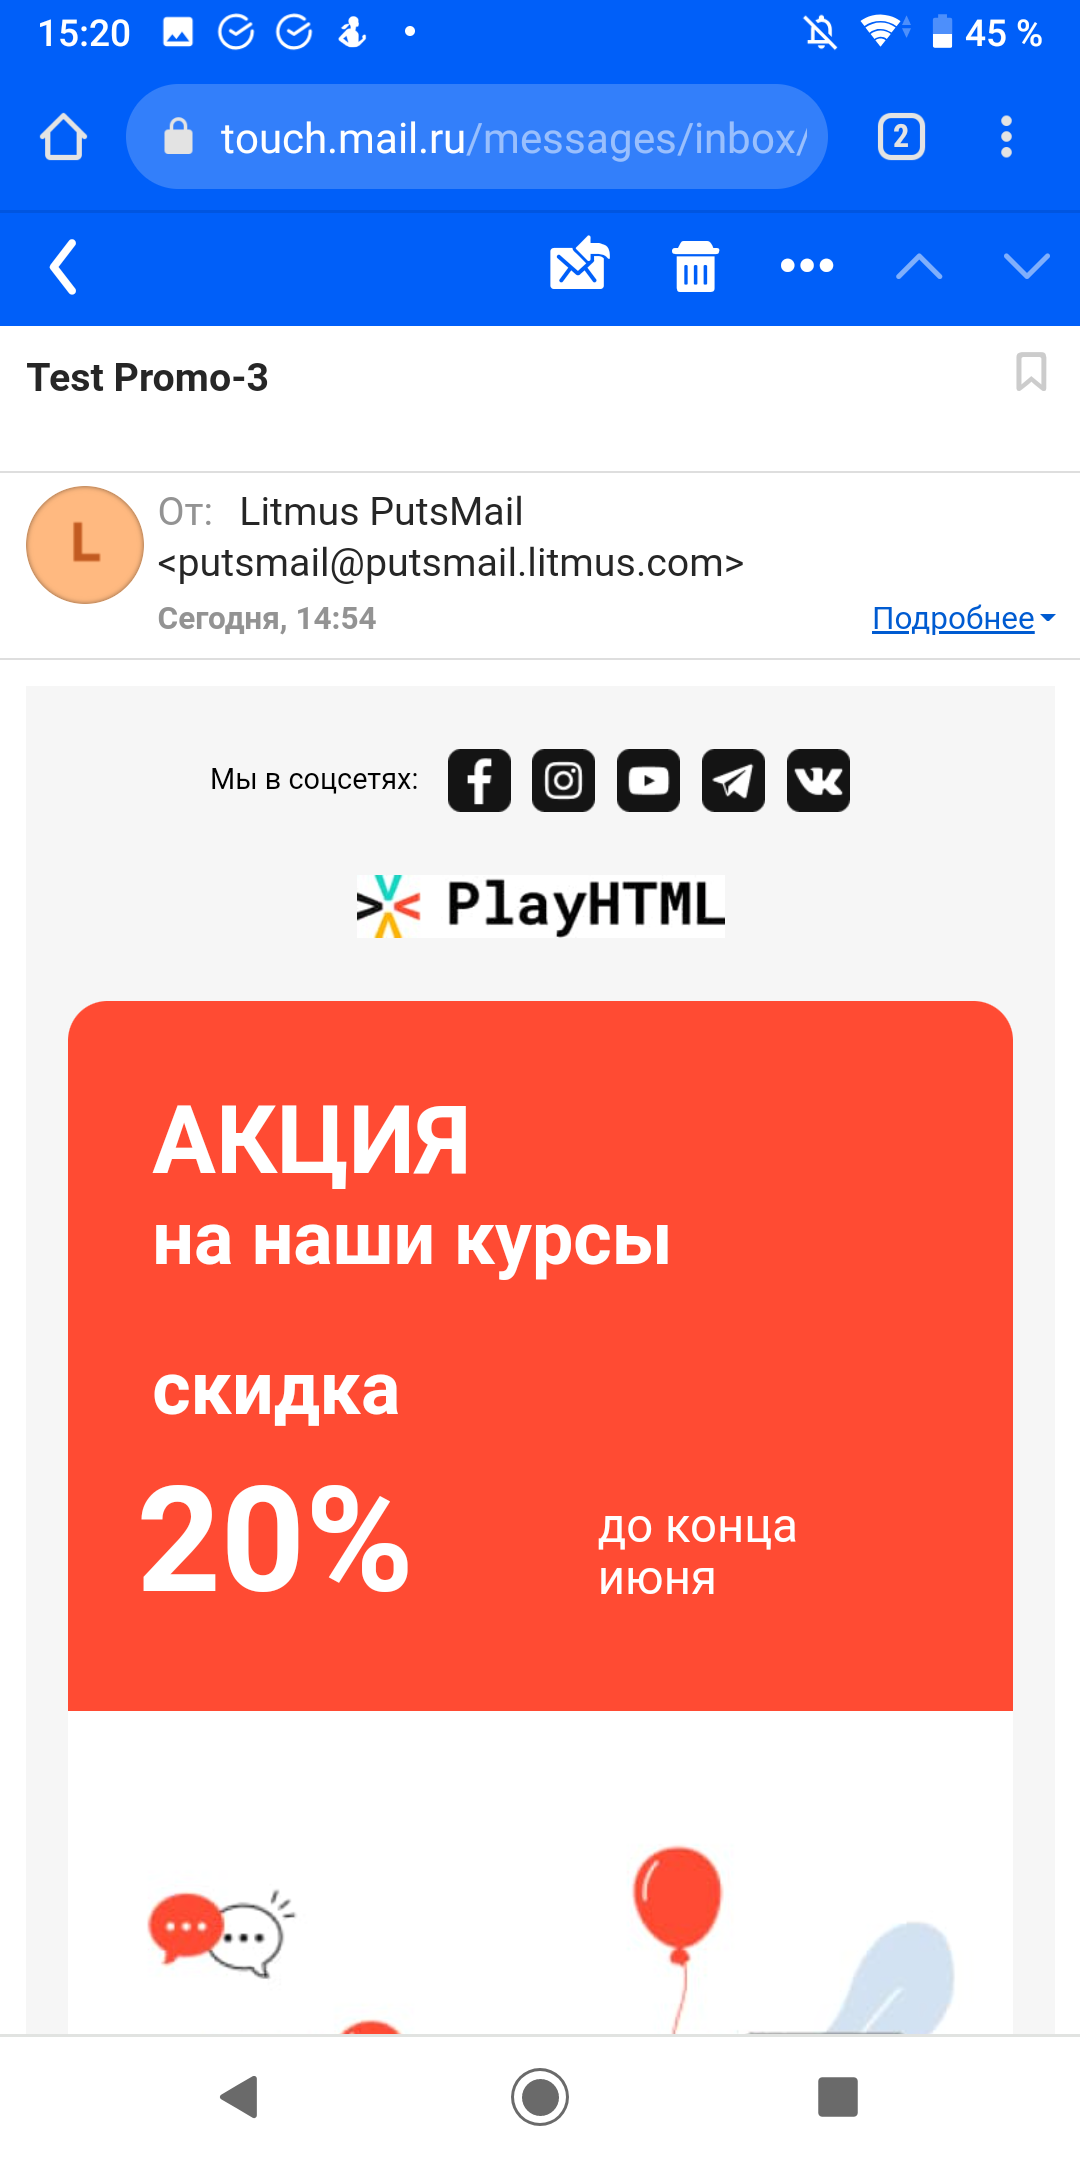 15:20
45 %
touch.mail.ru/messages/inbox/
2
Test Promo-3
L
От: Litmus PutsMail
<putsmail@putsmail.litmus.com>
Сегодня, 14:54
Подробнее
Мы в соцсетях:
PlayHTML
АКЦИЯ
на наши курсы
скидка
20%
до конца
июня